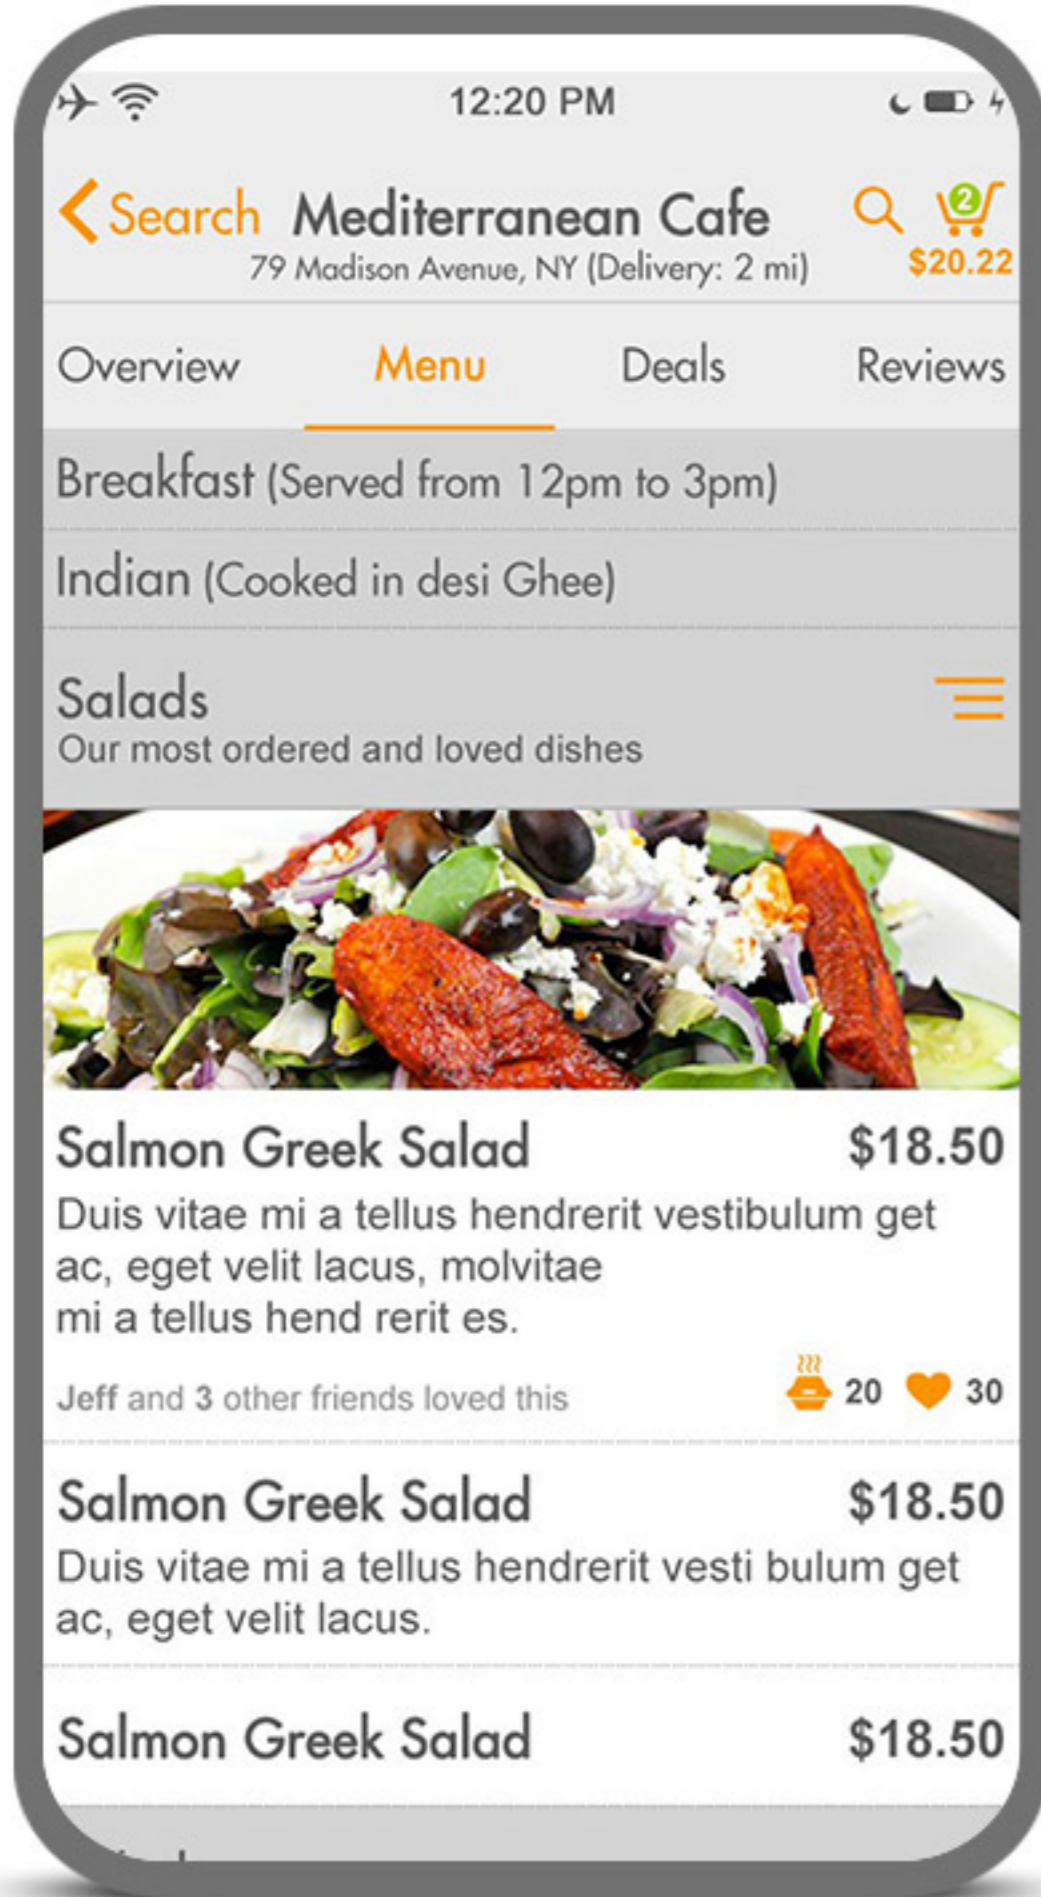 12:20 PM
Search Mediterranean Cafe 2
79 Madison Avenue, NY (Delivery: 2 mi) $20.22
Overview Menu Deals Reviews
Breakfast (Served from 12pm to 3pm)
Indian (Cooked in desi Ghee)
Salads
Our most ordered and loved dishes
Salmon Greek Salad $18.50
Duis vitae mi a tellus hendrerit vestibulum get
ac, eget velit lacus, molvitae
mi a tellus hend rerit es.
Jeff and 3 other friends loved this 20 30
Salmon Greek Salad $18.50
Duis vitae mi a tellus hendrerit vesti bulum get
ac, eget velit lacus.
Salmon Greek Salad $18.50